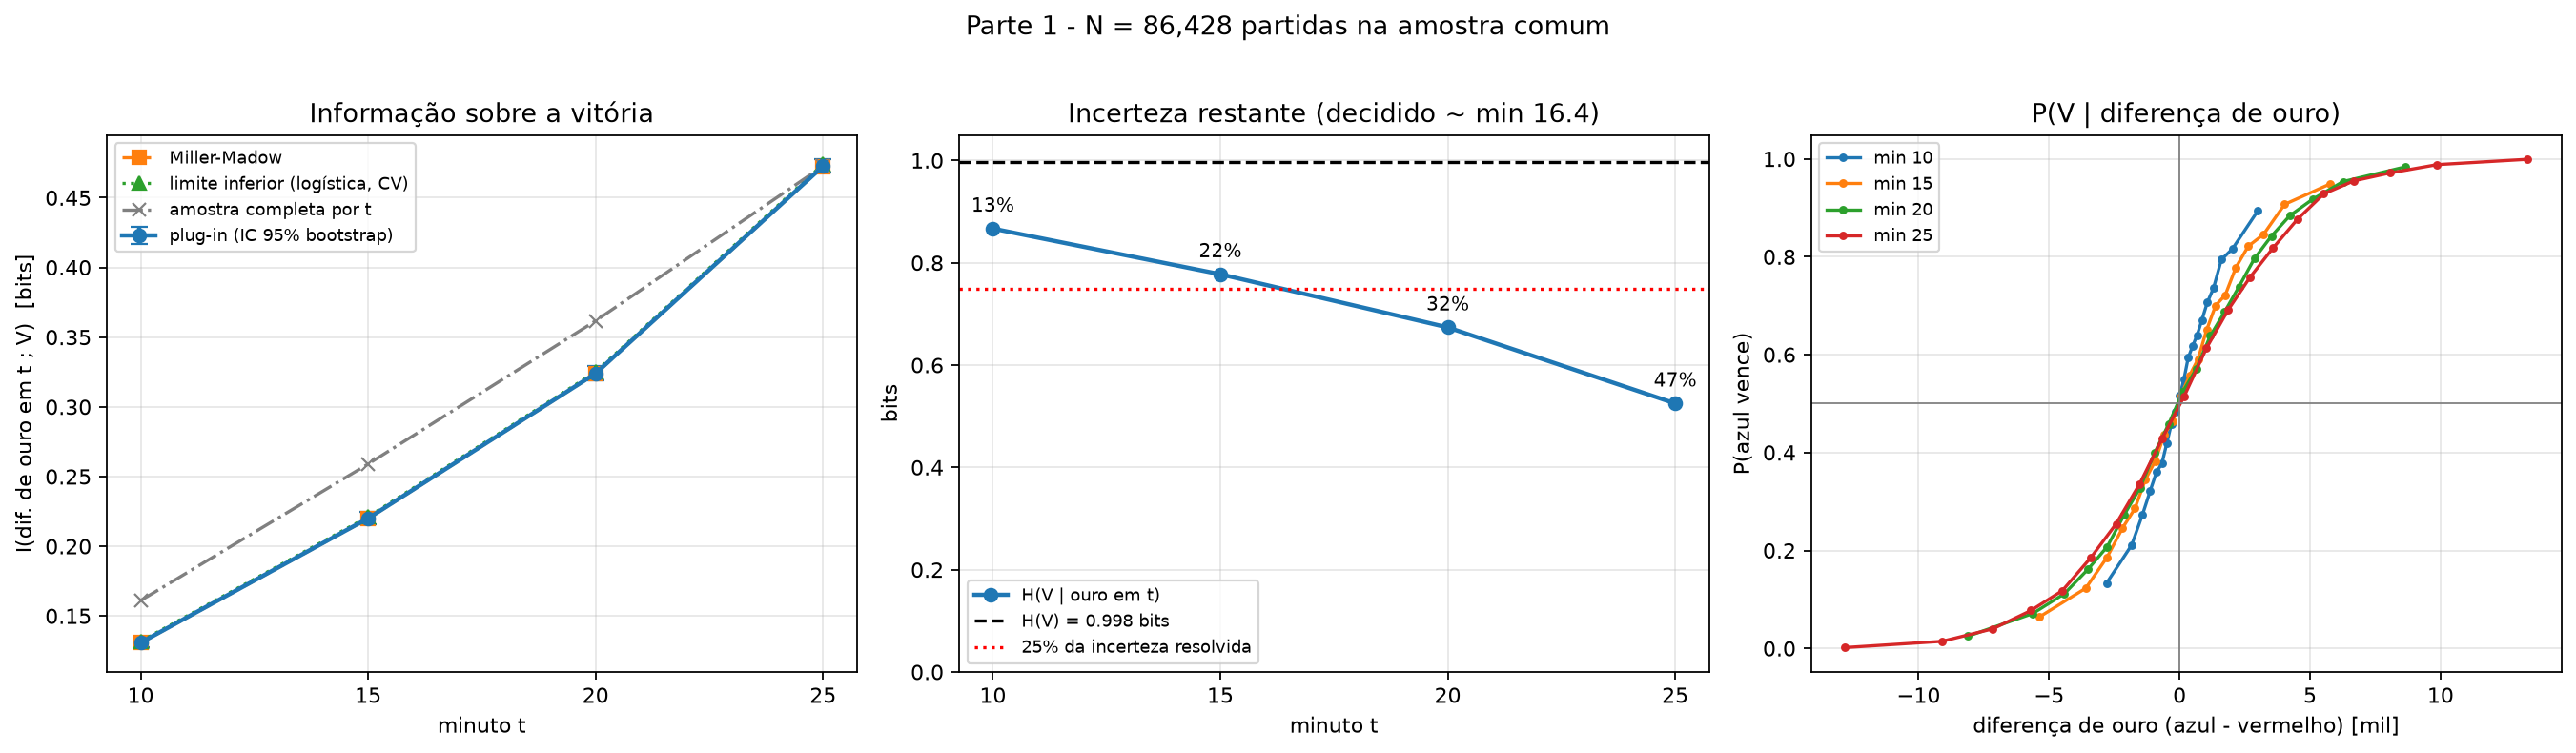 Parte 1 - N = 86,428 partidas na amostra comum
Informação sobre a vitória
I(dif. de ouro em t ; V) [bits]
0.45
0.40
0.35
0.30
0.25
0.20
0.15
Miller-Madow
limite inferior (logística, CV)
amostra completa por t
plug-in (IC 95% bootstrap)
10
15
20
25
minuto t
Incerteza restante (decidido ~ min 16.4)
bits
1.0
0.8
0.6
0.4
0.2
0.0
13%
22%
32%
47%
H(V | ouro em t)
H(V) = 0.998 bits
25% da incerteza resolvida
10
15
20
25
minuto t
P(V | diferença de ouro)
P(azul vence)
1.0
0.8
0.6
0.4
0.2
0.0
min 10
min 15
min 20
min 25
−10
−5
0
5
10
diferença de ouro (azul - vermelho) [mil]